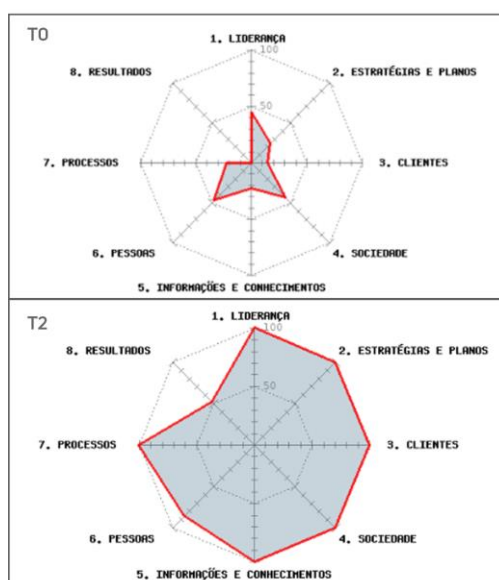 T0
1. LIDERANÇA
100
8. RESULTADOS
2. ESTRATÉGIAS E PLANOS
50
7. PROCESSOS
3. CLIENTES
6. PESSOAS
4. SOCIEDADE
5. INFORMAÇÕES E CONHECIMENTOS
T2
1. LIDERANÇA
100
8. RESULTADOS
2. ESTRATÉGIAS E PLANOS
50
7. PROCESSOS
3. CLIENTES
6. PESSOAS
4. SOCIEDADE
5. INFORMAÇÕES E CONHECIMENTOS